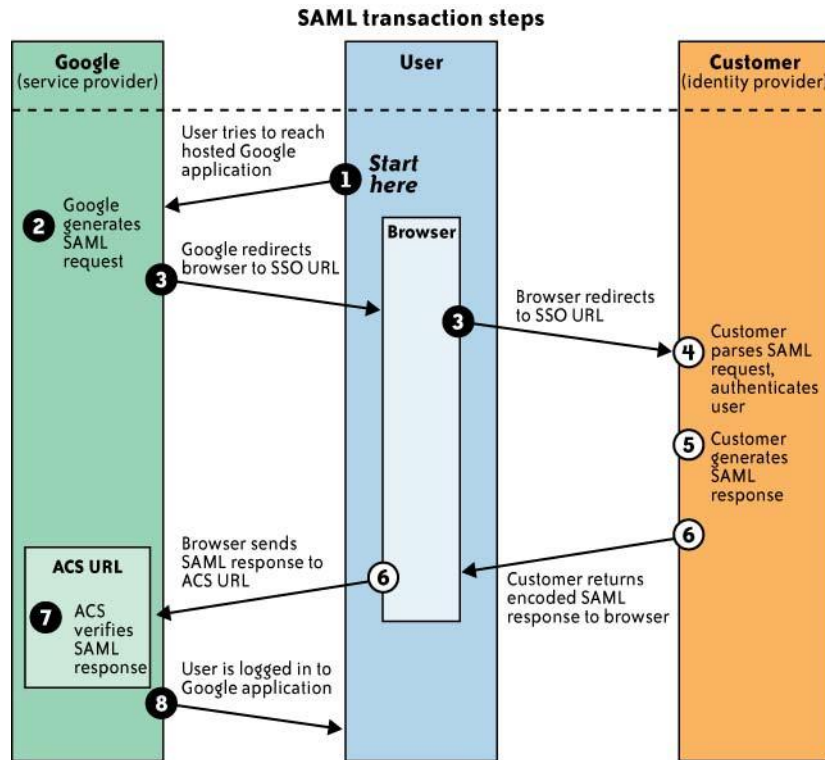 SAML transaction steps
Google
(service provider)
User
Customer
(identity provider)
User tries to reach
hosted Google
application
1
Start
here
2
Google
generates
SAML
request
Google redirects
browser to SSO URL
3
Browser
3
Browser redirects
to SSO URL
4
Customer
parses SAML
request,
authenticates
user
5
Customer
generates
SAML
response
6
Customer returns
encoded SAML
response to browser
6
Browser sends
SAML response to
ACS URL
ACS URL
7
ACS
verifies
SAML
response
User is logged in to
Google application
8